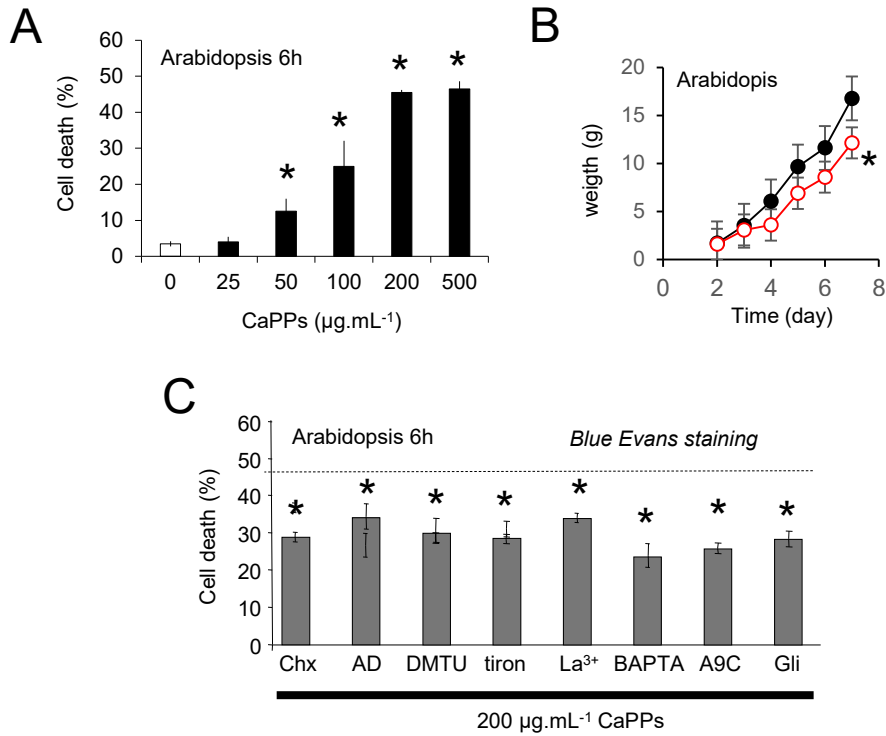 A
60
50
40
30
20
10
0
Cell death (%)
Arabidopsis 6h
* * * * 
0 25 50 100 200 500
CaPPs (µg.mL⁻¹)
B
20
15
10
5
0
weigth (g)
Arabidopis
*
0 2 4 6 8
Time (day)
C
60
50
40
30
20
10
0
Cell death (%)
Arabidopsis 6h
Blue Evans staining
* * * * * * * *
Chx AD DMTU tiron La³⁺ BAPTA A9C Gli
200 µg.mL⁻¹ CaPPs